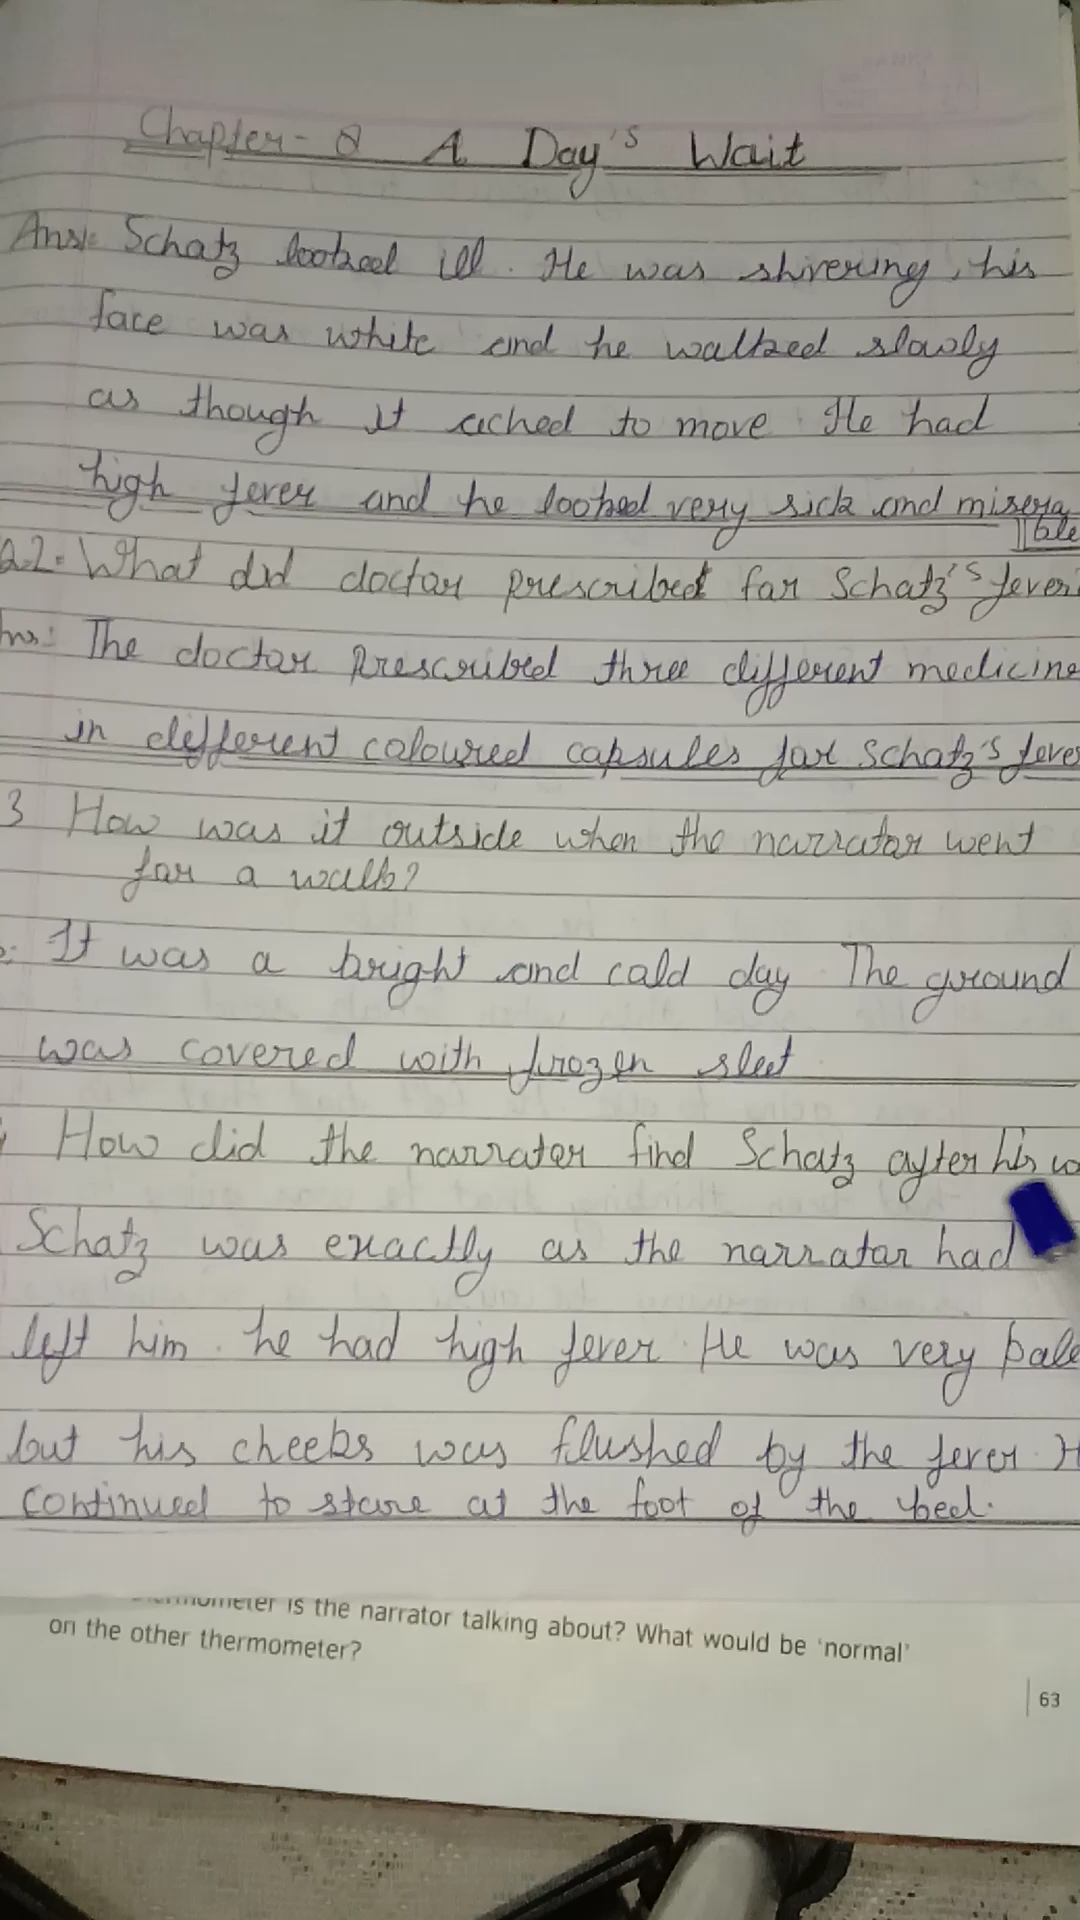 Chapter - 8 A Day's Wait
Ans1: Schatz looked ill. He was shivering, his
face was white and he walked slowly
as though it ached to move. He had
high fever and he looked very sick and misera
ble
Q.2. What did doctor prescribed for Schatz's fever?
Ans: The doctor prescribed three different medicine
in different coloured capsules for Schatz's fever
3 How was it outside when the narrator went
for a walk?
It was a bright and cold day. The ground
was covered with frozen sleet.
How did the narrator find Schatz after his
Schatz was exactly as the narrator had
left him. he had high fever. He was very pale
but his cheeks was flushed by the fever. H
continued to stare at the foot of the bed.
is the narrator talking about? What would be 'normal'
on the other thermometer?
63